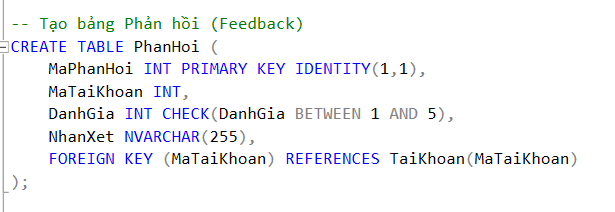 -- Tạo bảng Phản hồi (Feedback)
CREATE TABLE PhanHoi (
MaPhanHoi INT PRIMARY KEY IDENTITY(1,1),
MaTaiKhoan INT,
DanhGia INT CHECK(DanhGia BETWEEN 1 AND 5),
NhanXet NVARCHAR(255),
FOREIGN KEY (MaTaiKhoan) REFERENCES TaiKhoan(MaTaiKhoan)
);